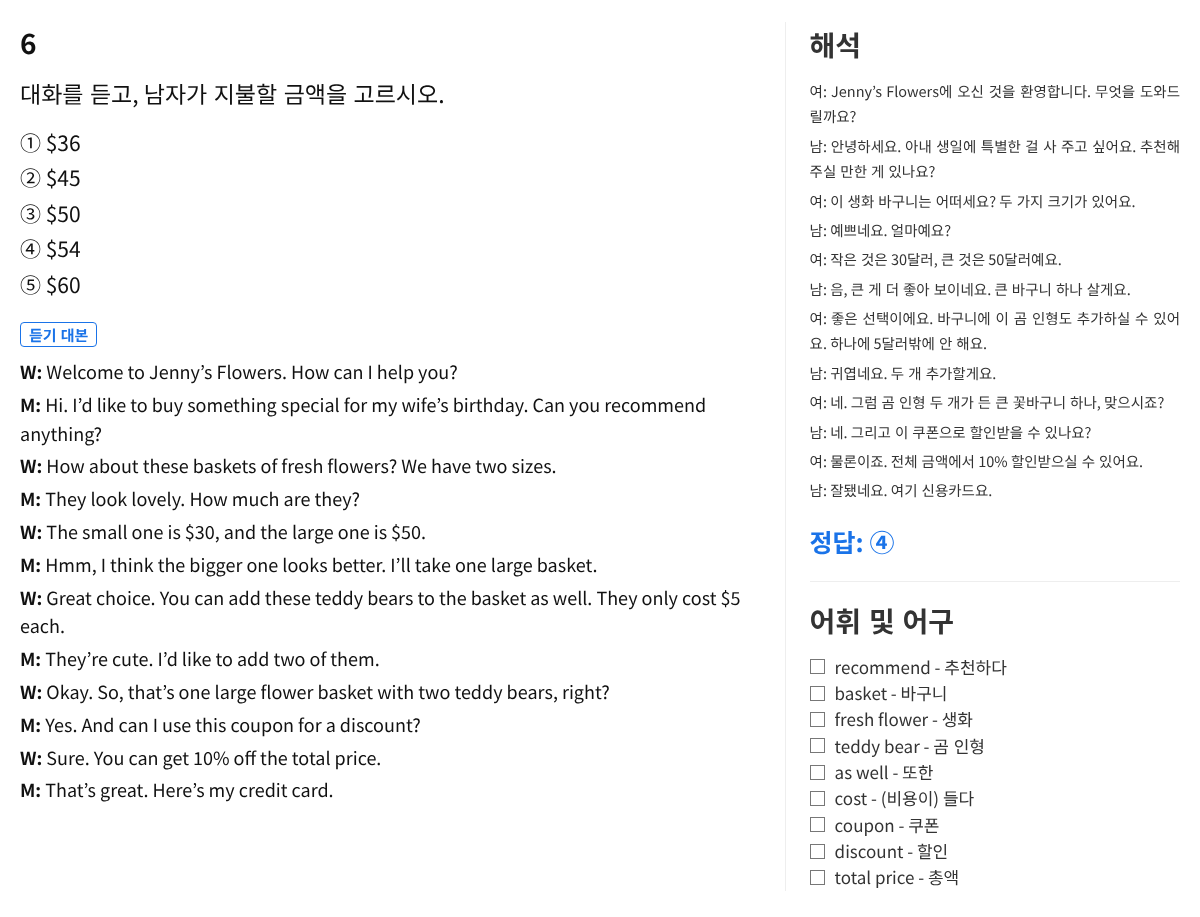 6
대화를 듣고, 남자가 지불할 금액을 고르시오.
① $36
② $45
③ $50
④ $54
⑤ $60
듣기 대본
W: Welcome to Jenny’s Flowers. How can I help you?
M: Hi. I’d like to buy something special for my wife’s birthday. Can you recommend
anything?
W: How about these baskets of fresh flowers? We have two sizes.
M: They look lovely. How much are they?
W: The small one is $30, and the large one is $50.
M: Hmm, I think the bigger one looks better. I’ll take one large basket.
W: Great choice. You can add these teddy bears to the basket as well. They only cost $5
each.
M: They’re cute. I’d like to add two of them.
W: Okay. So, that’s one large flower basket with two teddy bears, right?
M: Yes. And can I use this coupon for a discount?
W: Sure. You can get 10% off the total price.
M: That’s great. Here’s my credit card.
해석
여: Jenny’s Flowers에 오신 것을 환영합니다. 무엇을 도와드
릴까요?
남: 안녕하세요. 아내 생일에 특별한 걸 사 주고 싶어요. 추천해
주실 만한 게 있나요?
여: 이 생화 바구니는 어떠세요? 두 가지 크기가 있어요.
남: 예쁘네요. 얼마예요?
여: 작은 것은 30달러, 큰 것은 50달러예요.
남: 음, 큰 게 더 좋아 보이네요. 큰 바구니 하나 살게요.
여: 좋은 선택이에요. 바구니에 이 곰 인형도 추가하실 수 있어
요. 하나에 5달러밖에 안 해요.
남: 귀엽네요. 두 개 추가할게요.
여: 네. 그럼 곰 인형 두 개가 든 큰 꽃바구니 하나, 맞으시죠?
남: 네. 그리고 이 쿠폰으로 할인받을 수 있나요?
여: 물론이죠. 전체 금액에서 10% 할인받으실 수 있어요.
남: 잘됐네요. 여기 신용카드요.
정답: ④
어휘 및 어구
□ recommend - 추천하다
□ basket - 바구니
□ fresh flower - 생화
□ teddy bear - 곰 인형
□ as well - 또한
□ cost - (비용이) 들다
□ coupon - 쿠폰
□ discount - 할인
□ total price - 총액